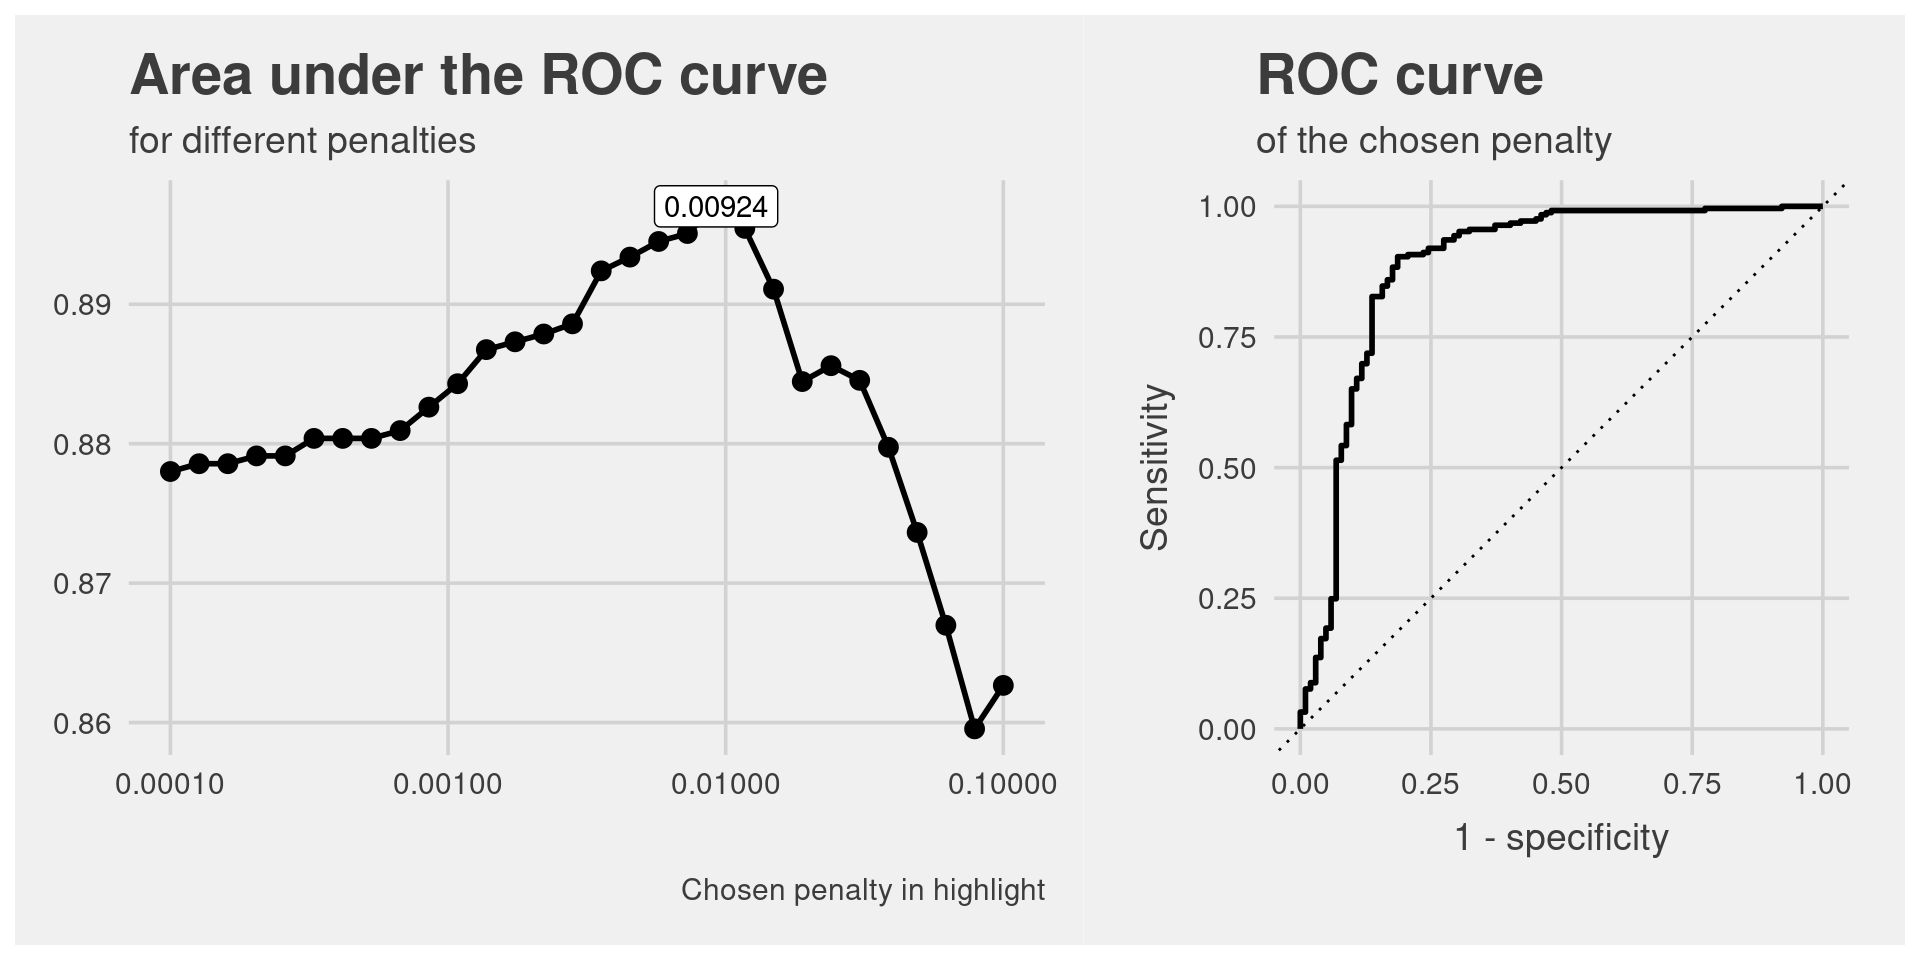 Area under the ROC curve
for different penalties
0.00924
0.89
0.88
0.87
0.86
0.00010 0.00100 0.01000 0.10000
Chosen penalty in highlight
ROC curve
of the chosen penalty
Sensitivity
1.00
0.75
0.50
0.25
0.00
0.00 0.25 0.50 0.75 1.00
1 - specificity